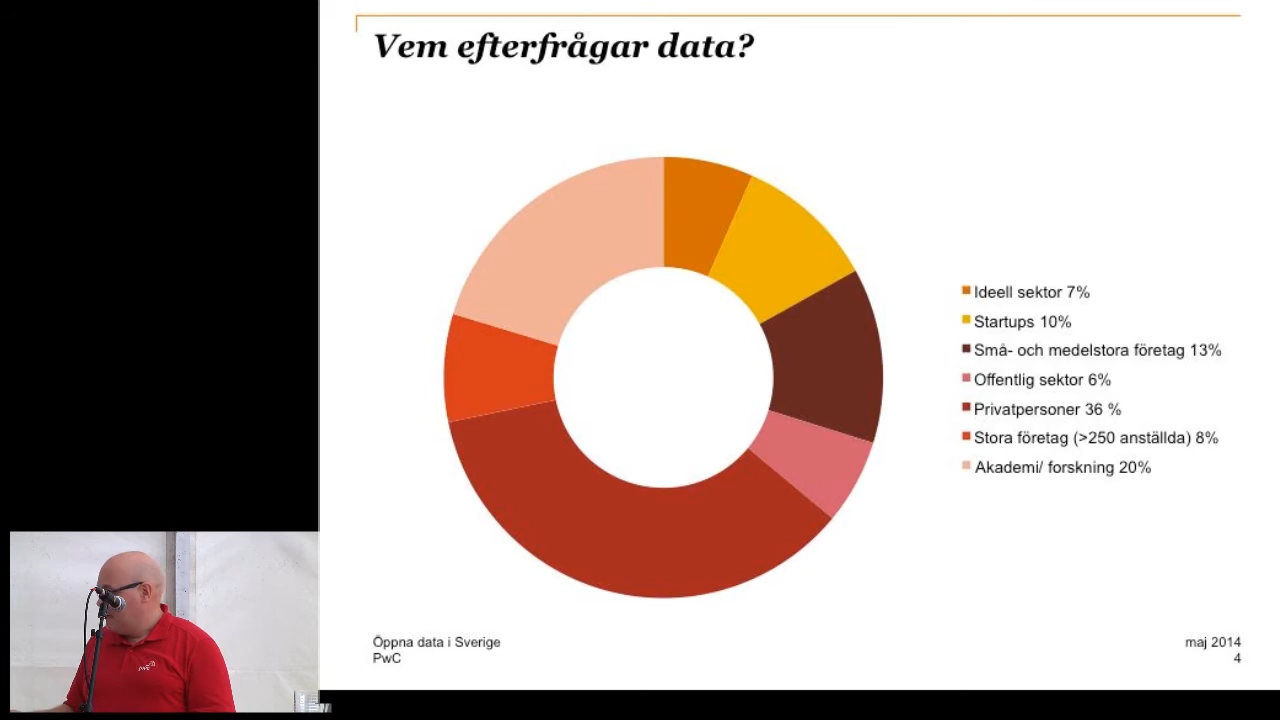 Vem efterfrågar data?
Ideell sektor 7%
Startups 10%
Små- och medelstora företag 13%
Offentlig sektor 6%
Privatpersoner 36 %
Stora företag (>250 anställda) 8%
Akademi/ forskning 20%
Öppna data i Sverige
PwC
maj 2014
4
pwc